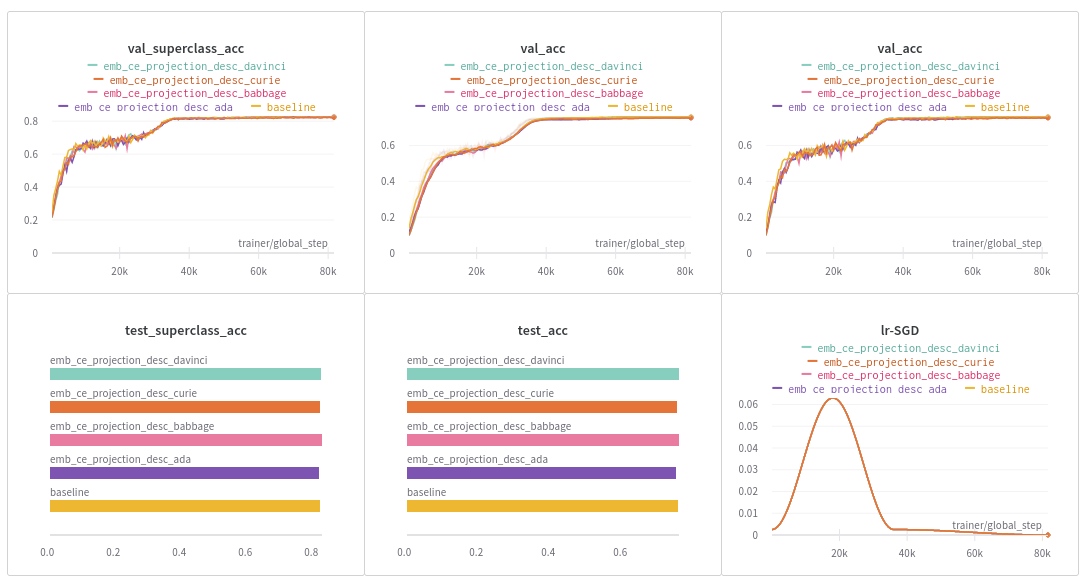 val_superclass_acc
emb_ce_projection_desc_davinci
emb_ce_projection_desc_curie
emb_ce_projection_desc_babbage
emb_ce_projection_desc_ada baseline
0.8
0.6
0.4
0.2
0
trainer/global_step
20k 40k 60k 80k
val_acc
emb_ce_projection_desc_davinci
emb_ce_projection_desc_curie
emb_ce_projection_desc_babbage
emb_ce_projection_desc_ada baseline
0.6
0.4
0.2
0
trainer/global_step
20k 40k 60k 80k
val_acc
emb_ce_projection_desc_davinci
emb_ce_projection_desc_curie
emb_ce_projection_desc_babbage
emb_ce_projection_desc_ada baseline
0.6
0.4
0.2
0
trainer/global_step
20k 40k 60k 80k
test_superclass_acc
emb_ce_projection_desc_davinci
emb_ce_projection_desc_curie
emb_ce_projection_desc_babbage
emb_ce_projection_desc_ada
baseline
0.0 0.2 0.4 0.6 0.8
test_acc
emb_ce_projection_desc_davinci
emb_ce_projection_desc_curie
emb_ce_projection_desc_babbage
emb_ce_projection_desc_ada
baseline
0.0 0.2 0.4 0.6
lr-SGD
emb_ce_projection_desc_davinci
emb_ce_projection_desc_curie
emb_ce_projection_desc_babbage
emb_ce_projection_desc_ada baseline
0.06
0.05
0.04
0.03
0.02
0.01
0
trainer/global_step
20k 40k 60k 80k